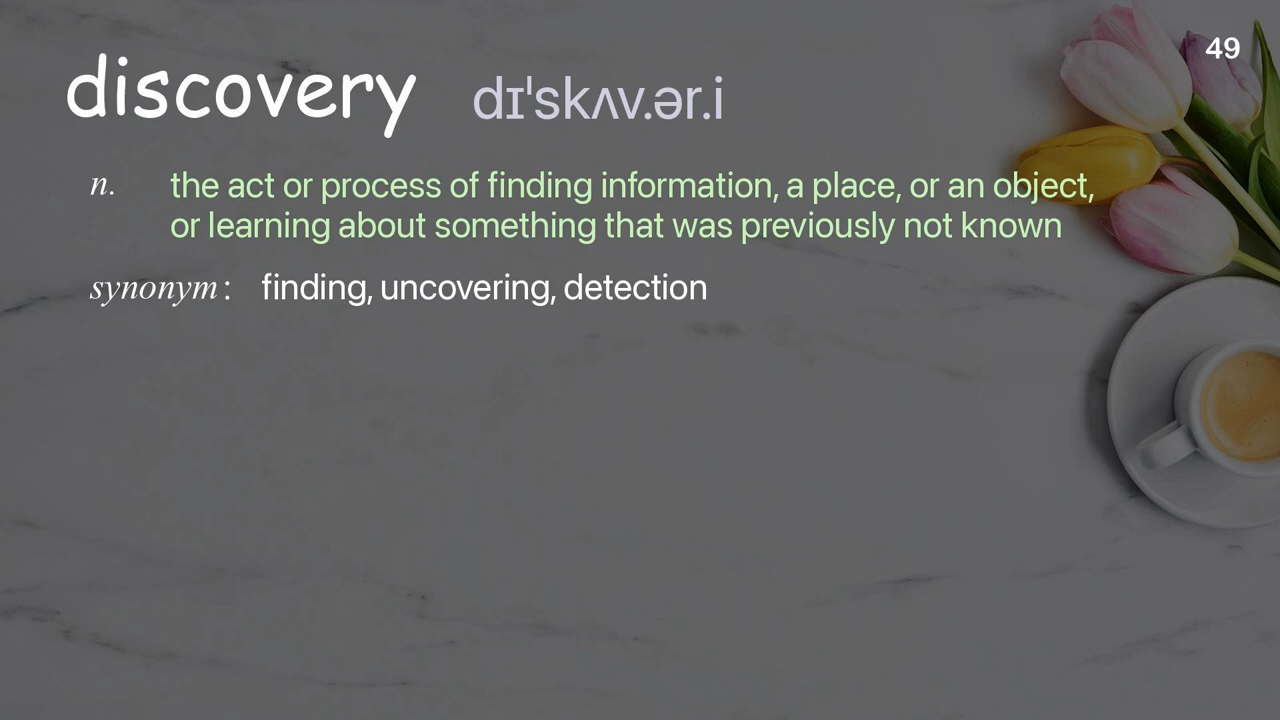 49
discovery dɪˈskʌv.ər.i
n. the act or process of finding information, a place, or an object,
or learning about something that was previously not known
synonym: finding, uncovering, detection